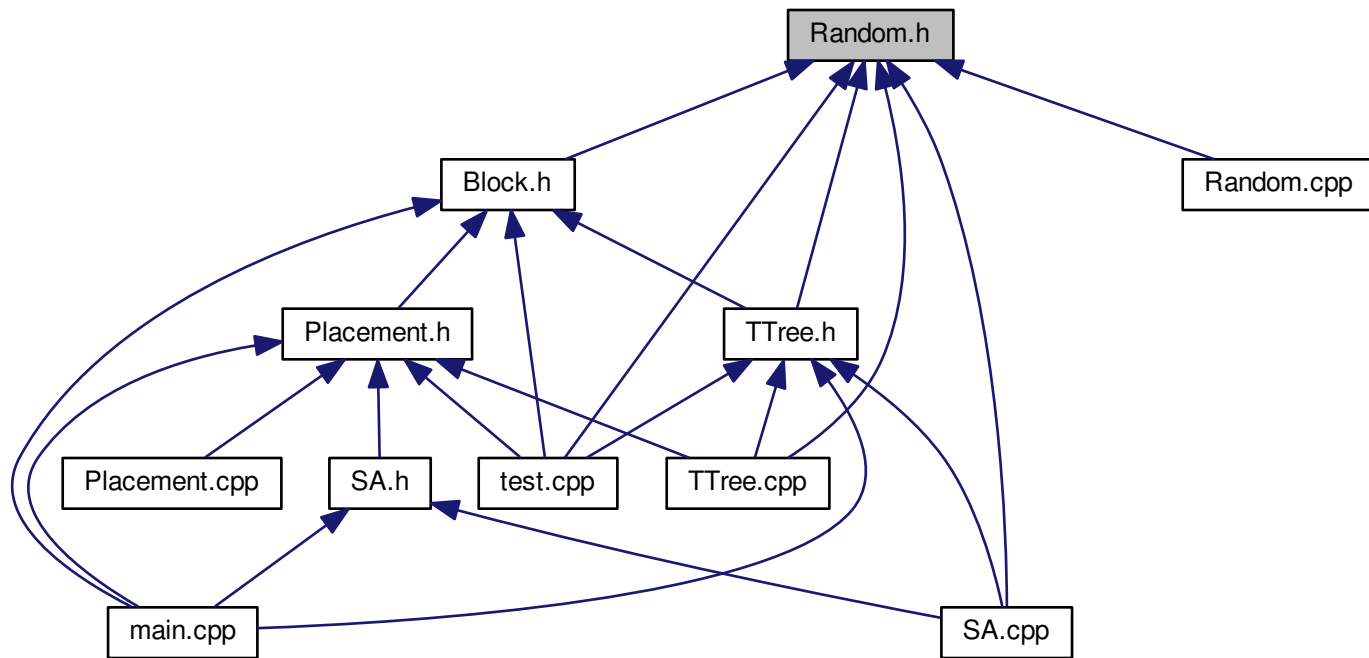 Random.h
Block.h
Random.cpp
Placement.h
TTree.h
Placement.cpp
SA.h
test.cpp
TTree.cpp
main.cpp
SA.cpp